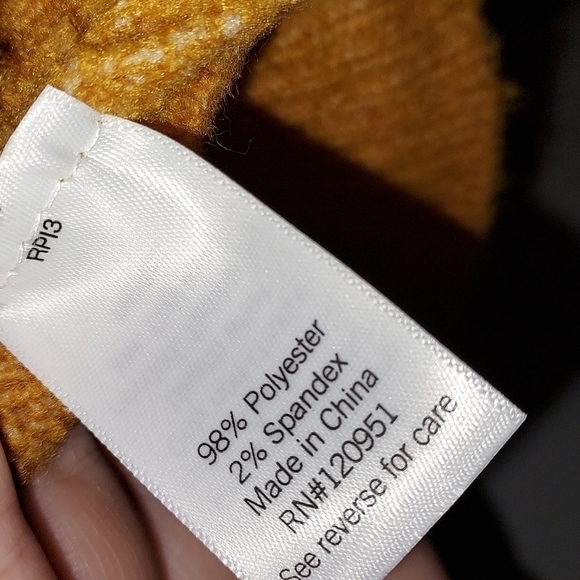 RP13
98% Polyester
2% Spandex
Made in China
RN#120951
See reverse for care